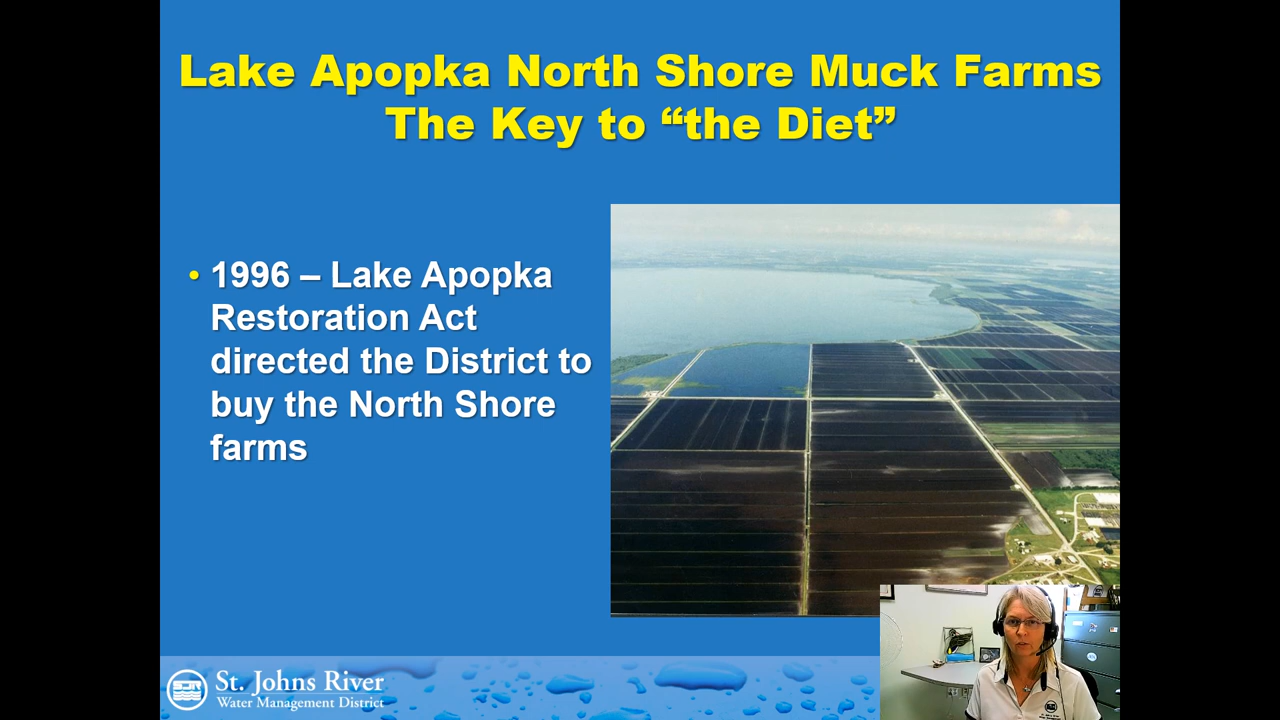 Lake Apopka North Shore Muck Farms
The Key to “the Diet”
• 1996 – Lake Apopka
Restoration Act
directed the District to
buy the North Shore
farms
St. Johns River
Water Management District